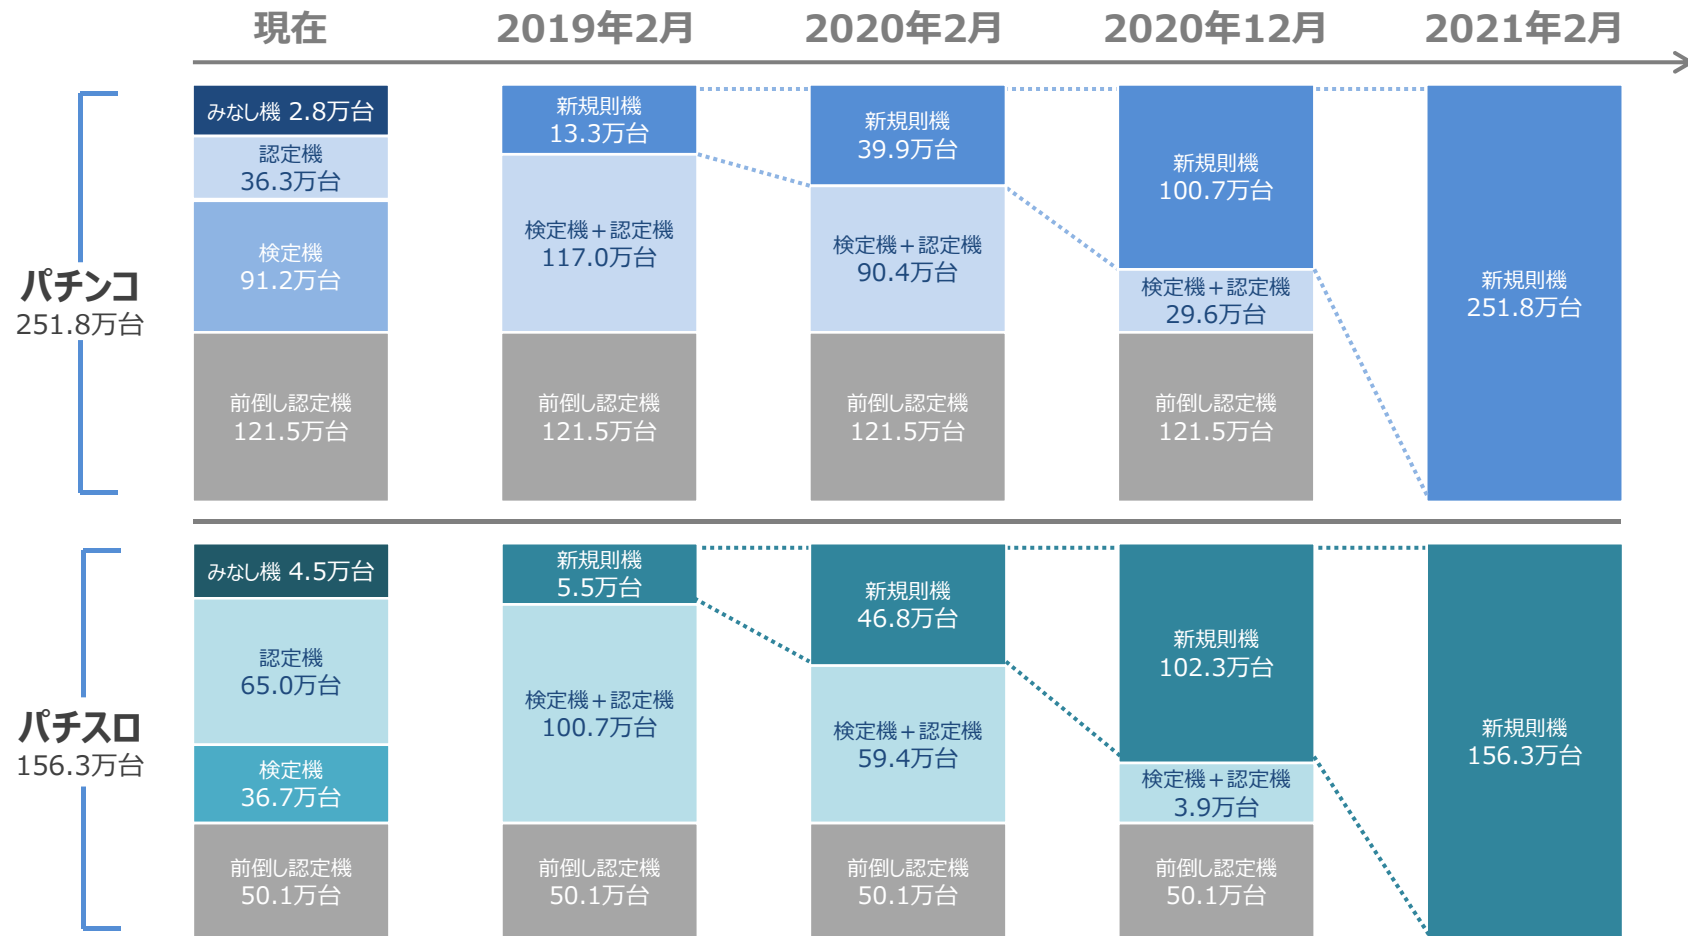 現在
2019年2月
2020年2月
2020年12月
2021年2月
パチンコ
251.8万台
みなし機 2.8万台
認定機
36.3万台
検定機
91.2万台
前倒し認定機
121.5万台
新規則機
13.3万台
検定機＋認定機
117.0万台
前倒し認定機
121.5万台
新規則機
39.9万台
検定機＋認定機
90.4万台
前倒し認定機
121.5万台
新規則機
100.7万台
検定機＋認定機
29.6万台
前倒し認定機
121.5万台
新規則機
251.8万台
パチスロ
156.3万台
みなし機 4.5万台
認定機
65.0万台
検定機
36.7万台
前倒し認定機
50.1万台
新規則機
5.5万台
検定機＋認定機
100.7万台
前倒し認定機
50.1万台
新規則機
46.8万台
検定機＋認定機
59.4万台
前倒し認定機
50.1万台
新規則機
102.3万台
検定機＋認定機
3.9万台
前倒し認定機
50.1万台
新規則機
156.3万台